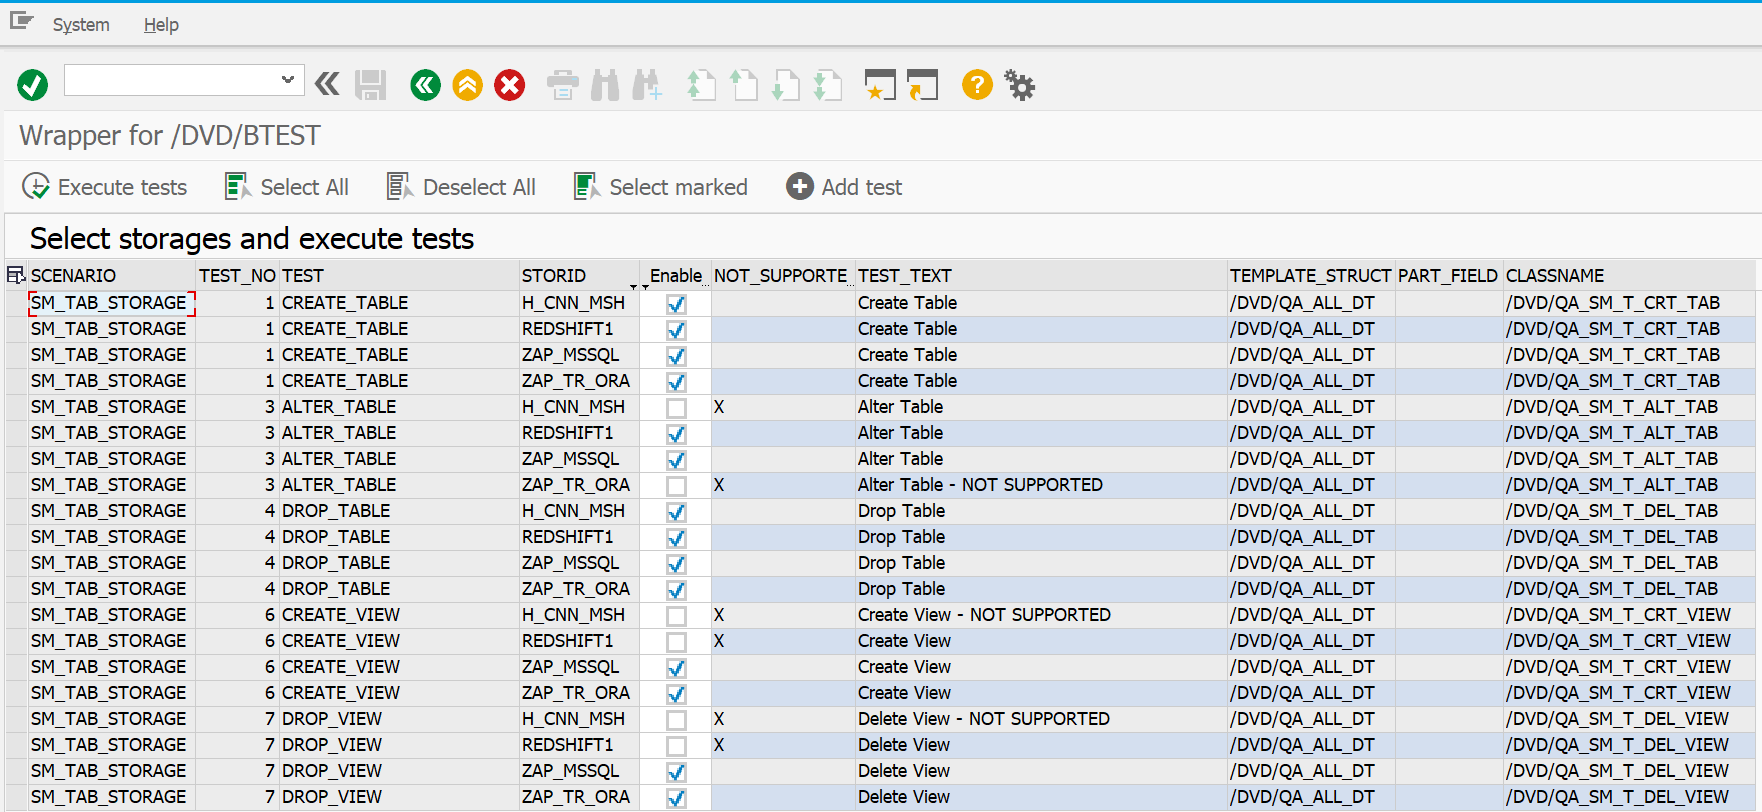 System Help
Wrapper for /DVD/BTEST
Execute tests Select All Deselect All Select marked Add test
Select storages and execute tests
SCENARIO TEST_NO TEST STORID Enable NOT_SUPPORTE... TEST_TEXT TEMPLATE_STRUCT PART_FIELD CLASSNAME
SM_TAB_STORAGE 1 CREATE_TABLE H_CNN_MSH Create Table /DVD/QA_ALL_DT /DVD/QA_SM_T_CRT_TAB
SM_TAB_STORAGE 1 CREATE_TABLE REDSHIFT1 Create Table /DVD/QA_ALL_DT /DVD/QA_SM_T_CRT_TAB
SM_TAB_STORAGE 1 CREATE_TABLE ZAP_MSSQL Create Table /DVD/QA_ALL_DT /DVD/QA_SM_T_CRT_TAB
SM_TAB_STORAGE 1 CREATE_TABLE ZAP_TR_ORA Create Table /DVD/QA_ALL_DT /DVD/QA_SM_T_CRT_TAB
SM_TAB_STORAGE 3 ALTER_TABLE H_CNN_MSH X Alter Table /DVD/QA_ALL_DT /DVD/QA_SM_T_ALT_TAB
SM_TAB_STORAGE 3 ALTER_TABLE REDSHIFT1 Alter Table /DVD/QA_ALL_DT /DVD/QA_SM_T_ALT_TAB
SM_TAB_STORAGE 3 ALTER_TABLE ZAP_MSSQL Alter Table /DVD/QA_ALL_DT /DVD/QA_SM_T_ALT_TAB
SM_TAB_STORAGE 3 ALTER_TABLE ZAP_TR_ORA X Alter Table - NOT SUPPORTED /DVD/QA_ALL_DT /DVD/QA_SM_T_ALT_TAB
SM_TAB_STORAGE 4 DROP_TABLE H_CNN_MSH Drop Table /DVD/QA_ALL_DT /DVD/QA_SM_T_DEL_TAB
SM_TAB_STORAGE 4 DROP_TABLE REDSHIFT1 Drop Table /DVD/QA_ALL_DT /DVD/QA_SM_T_DEL_TAB
SM_TAB_STORAGE 4 DROP_TABLE ZAP_MSSQL Drop Table /DVD/QA_ALL_DT /DVD/QA_SM_T_DEL_TAB
SM_TAB_STORAGE 4 DROP_TABLE ZAP_TR_ORA Drop Table /DVD/QA_ALL_DT /DVD/QA_SM_T_DEL_TAB
SM_TAB_STORAGE 6 CREATE_VIEW H_CNN_MSH X Create View - NOT SUPPORTED /DVD/QA_ALL_DT /DVD/QA_SM_T_CRT_VIEW
SM_TAB_STORAGE 6 CREATE_VIEW REDSHIFT1 X Create View /DVD/QA_ALL_DT /DVD/QA_SM_T_CRT_VIEW
SM_TAB_STORAGE 6 CREATE_VIEW ZAP_MSSQL Create View /DVD/QA_ALL_DT /DVD/QA_SM_T_CRT_VIEW
SM_TAB_STORAGE 6 CREATE_VIEW ZAP_TR_ORA Create View /DVD/QA_ALL_DT /DVD/QA_SM_T_CRT_VIEW
SM_TAB_STORAGE 7 DROP_VIEW H_CNN_MSH X Delete View - NOT SUPPORTED /DVD/QA_ALL_DT /DVD/QA_SM_T_DEL_VIEW
SM_TAB_STORAGE 7 DROP_VIEW REDSHIFT1 X Delete View /DVD/QA_ALL_DT /DVD/QA_SM_T_DEL_VIEW
SM_TAB_STORAGE 7 DROP_VIEW ZAP_MSSQL Delete View /DVD/QA_ALL_DT /DVD/QA_SM_T_DEL_VIEW
SM_TAB_STORAGE 7 DROP_VIEW ZAP_TR_ORA Delete View /DVD/QA_ALL_DT /DVD/QA_SM_T_DEL_VIEW